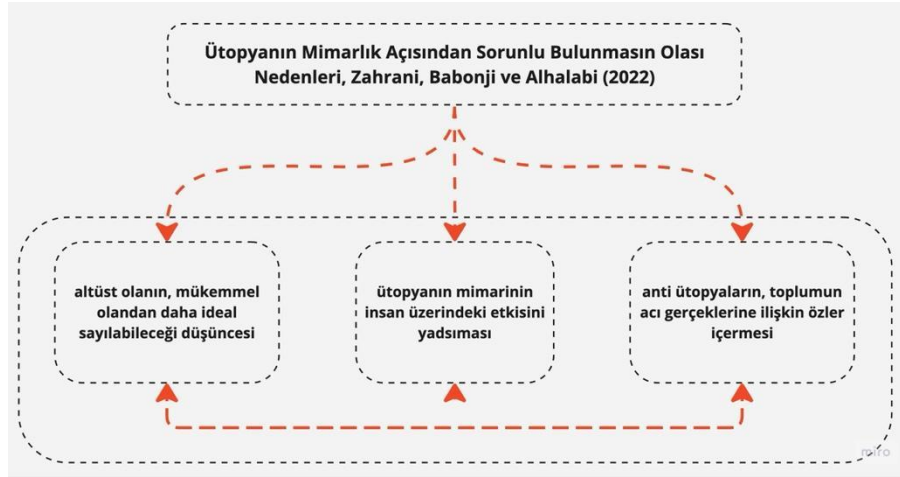 Ütopyanın Mimarlık Açısından Sorunlu Bulunmasın Olası
Nedenleri, Zahrani, Babonji ve Alhalabi (2022)
altüst olanın, mükemmel
olandan daha ideal
sayılabileceği düşüncesi
ütopyanın mimarinin
insan üzerindeki etkisini
yadsıması
anti ütopyaların, toplumun
acı gerçeklerine ilişkin özler
içermesi
miro